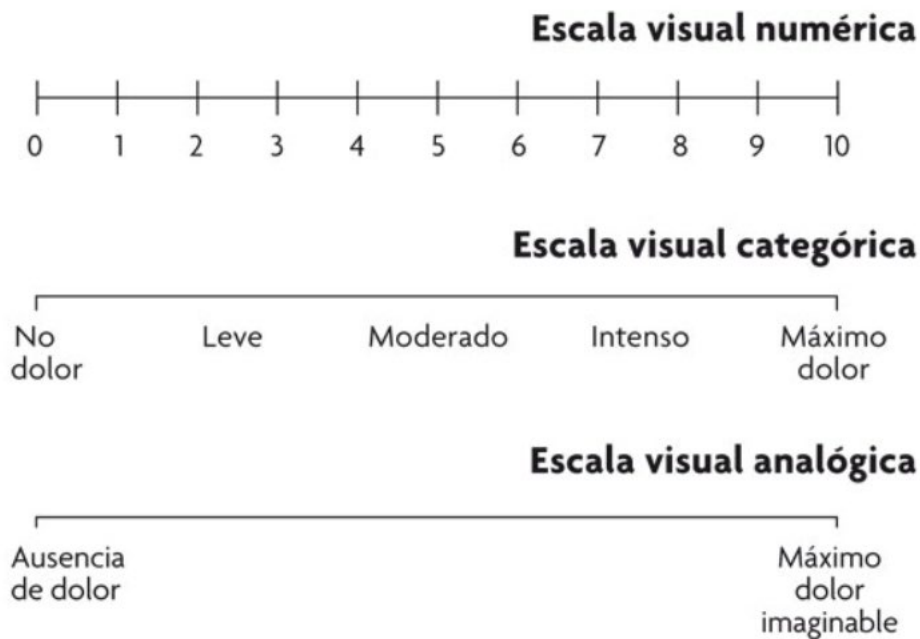 Escala visual numérica
0 1 2 3 4 5 6 7 8 9 10
Escala visual categórica
No dolor Leve Moderado Intenso Máximo dolor
Escala visual analógica
Ausencia de dolor Máximo dolor imaginable